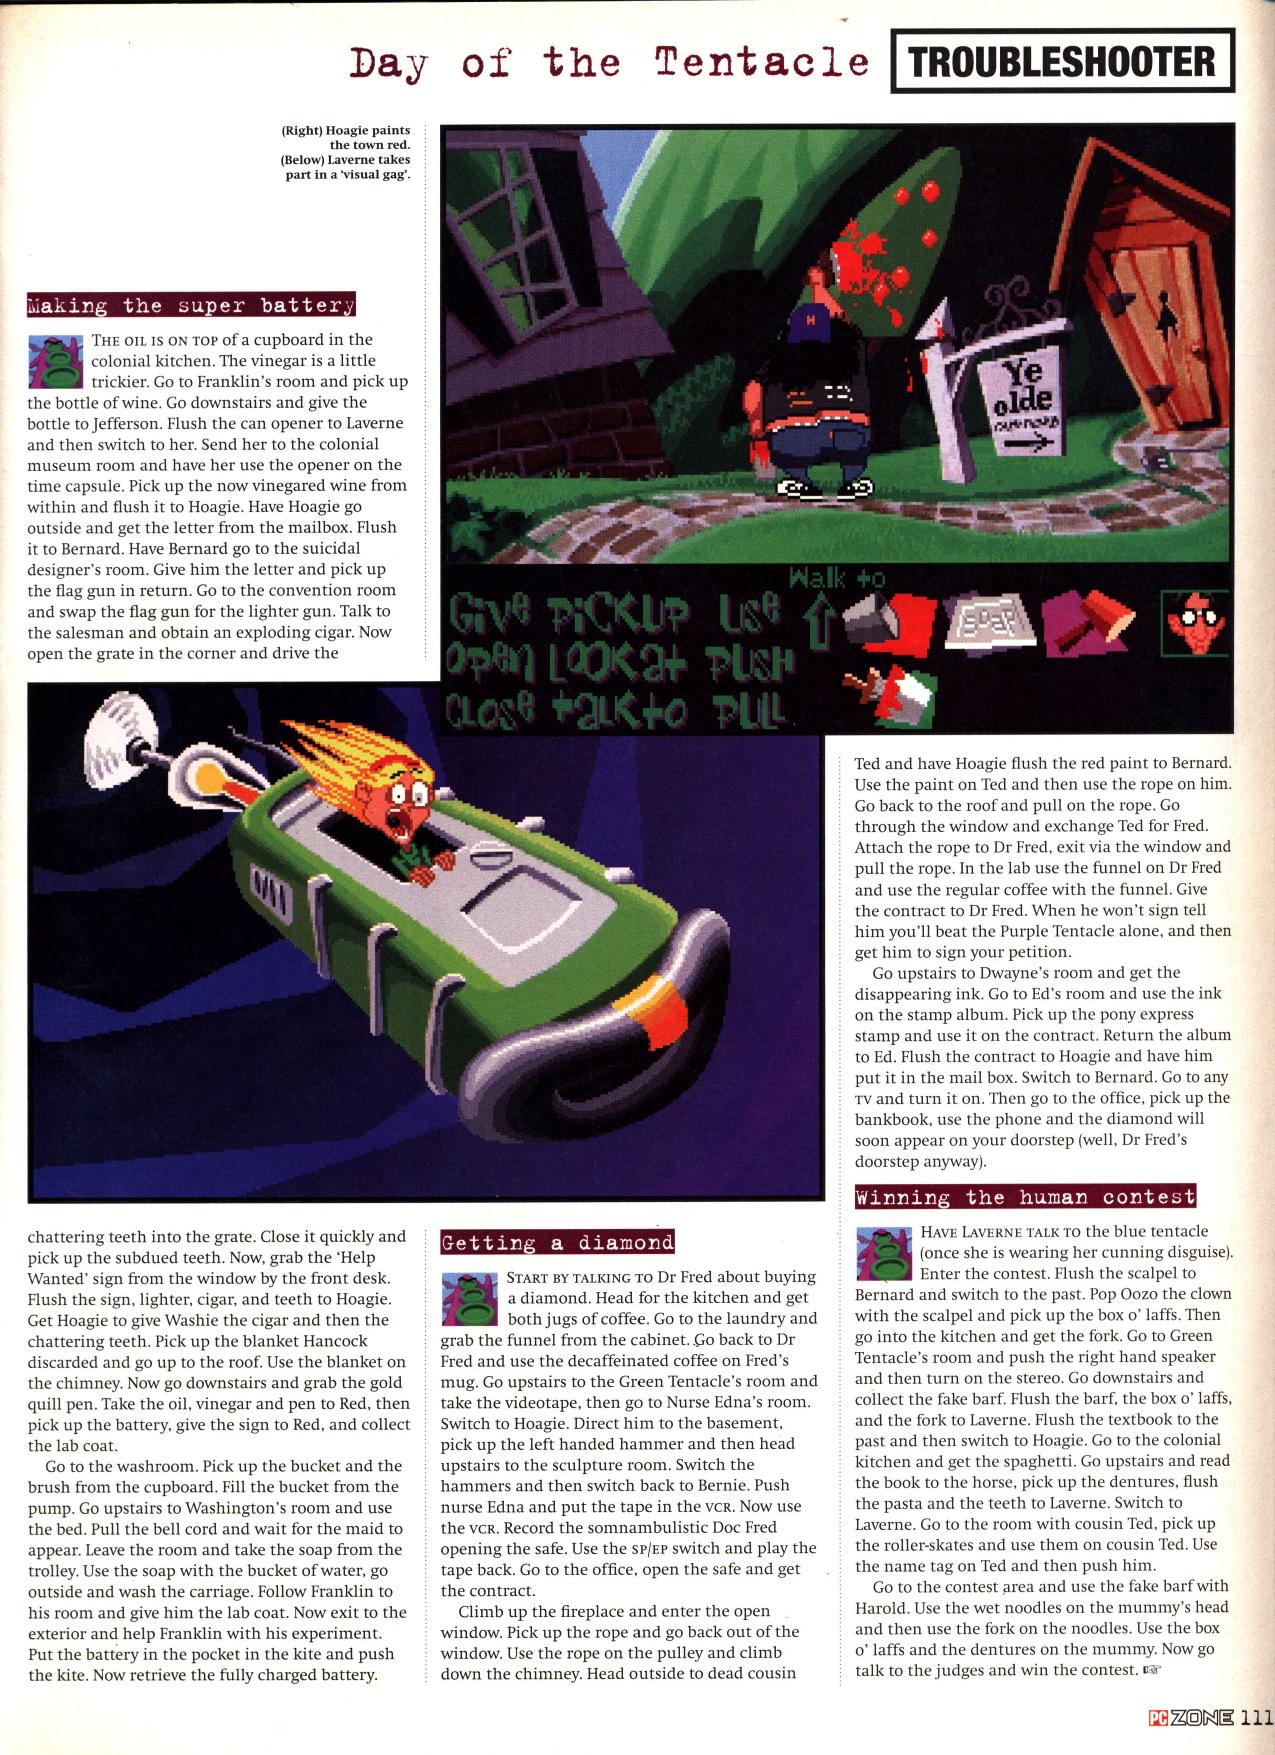 Day of the Tentacle TROUBLESHOOTER
(Right) Hoagie paints
the town red.
(Below) Laverne takes
part in a ‘visual gag’.
Making the super battery
THE OIL IS ON TOP of a cupboard in the
colonial kitchen. The vinegar is a little
trickier. Go to Franklin’s room and pick up
the bottle of wine. Go downstairs and give the
bottle to Jefferson. Flush the can opener to Laverne
and then switch to her. Send her to the colonial
museum room and have her use the opener on the
time capsule. Pick up the now vinegared wine from
within and flush it to Hoagie. Have Hoagie go
outside and get the letter from the mailbox. Flush
it to Bernard. Have Bernard go to the suicidal
designer’s room. Give him the letter and pick up
the flag gun in return. Go to the convention room
and swap the flag gun for the lighter gun. Talk to
the salesman and obtain an exploding cigar. Now
open the grate in the corner and drive the
Ye
olde
Walk to
Give Pick up Use
Open Look at Push
Close Talk to Pull
soap
H
chattering teeth into the grate. Close it quickly and
pick up the subdued teeth. Now, grab the ‘Help
Wanted’ sign from the window by the front desk.
Flush the sign, lighter, cigar, and teeth to Hoagie.
Get Hoagie to give Washie the cigar and then the
chattering teeth. Pick up the blanket Hancock
discarded and go up to the roof. Use the blanket on
the chimney. Now go downstairs and grab the gold
quill pen. Take the oil, vinegar and pen to Red, then
pick up the battery, give the sign to Red, and collect
the lab coat.
Go to the washroom. Pick up the bucket and the
brush from the cupboard. Fill the bucket from the
pump. Go upstairs to Washington’s room and use
the bed. Pull the bell cord and wait for the maid to
appear. Leave the room and take the soap from the
trolley. Use the soap with the bucket of water, go
outside and wash the carriage. Follow Franklin to
his room and give him the lab coat. Now exit to the
exterior and help Franklin with his experiment.
Put the battery in the pocket in the kite and push
the kite. Now retrieve the fully charged battery.
Getting a diamond
START BY TALKING TO Dr Fred about buying
a diamond. Head for the kitchen and get
both jugs of coffee. Go to the laundry and
grab the funnel from the cabinet. Go back to Dr
Fred and use the decaffeinated coffee on Fred’s
mug. Go upstairs to the Green Tentacle’s room and
take the videotape, then go to Nurse Edna’s room.
Switch to Hoagie. Direct him to the basement,
pick up the left handed hammer and then head
upstairs to the sculpture room. Switch the
hammers and then switch back to Bernie. Push
nurse Edna and put the tape in the VCR. Now use
the VCR. Record the somnambulistic Doc Fred
opening the safe. Use the SP/EP switch and play the
tape back. Go to the office, open the safe and get
the contract.
Climb up the fireplace and enter the open
window. Pick up the rope and go back out of the
window. Use the rope on the pulley and climb
down the chimney. Head outside to dead cousin
Ted and have Hoagie flush the red paint to Bernard.
Use the paint on Ted and then use the rope on him.
Go back to the roof and pull on the rope. Go
through the window and exchange Ted for Fred.
Attach the rope to Dr Fred, exit via the window and
pull the rope. In the lab use the funnel on Dr Fred
and use the regular coffee with the funnel. Give
the contract to Dr Fred. When he won’t sign tell
him you’ll beat the Purple Tentacle alone, and then
get him to sign your petition.
Go upstairs to Dwayne’s room and get the
disappearing ink. Go to Ed’s room and use the ink
on the stamp album. Pick up the pony express
stamp and use it on the contract. Return the album
to Ed. Flush the contract to Hoagie and have him
put it in the mail box. Switch to Bernard. Go to any
TV and turn it on. Then go to the office, pick up the
bankbook, use the phone and the diamond will
soon appear on your doorstep (well, Dr Fred’s
doorstep anyway).
Winning the human contest
HAVE LAVERNE TALK TO the blue tentacle
(once she is wearing her cunning disguise).
Enter the contest. Flush the scalpel to
Bernard and switch to the past. Pop Oozo the clown
with the scalpel and pick up the box o’ laffs. Then
go into the kitchen and get the fork. Go to Green
Tentacle’s room and push the right hand speaker
and then turn on the stereo. Go downstairs and
collect the fake barf. Flush the barf, the box o’ laffs,
and the fork to Laverne. Flush the textbook to the
past and then switch to Hoagie. Go to the colonial
kitchen and get the spaghetti. Go upstairs and read
the book to the horse, pick up the dentures, flush
the pasta and the teeth to Laverne. Switch to
Laverne. Go to the room with cousin Ted, pick up
the roller-skates and use them on cousin Ted. Use
the name tag on Ted and then push him.
Go to the contest area and use the fake barf with
Harold. Use the wet noodles on the mummy’s head
and then use the fork on the noodles. Use the box
o’ laffs and the dentures on the mummy. Now go
talk to the judges and win the contest. ☞
PC ZONE 111